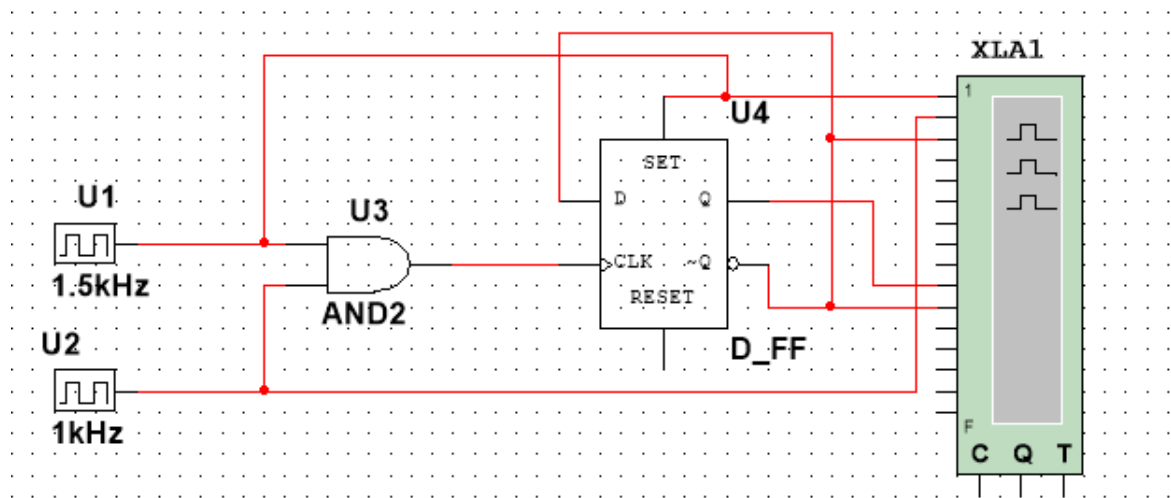 XLA1
1
U4
SET
U1
D Q
U3
1.5kHz
CLK ~Q
AND2
RESET
U2
D_FF
1kHz
F
C Q T